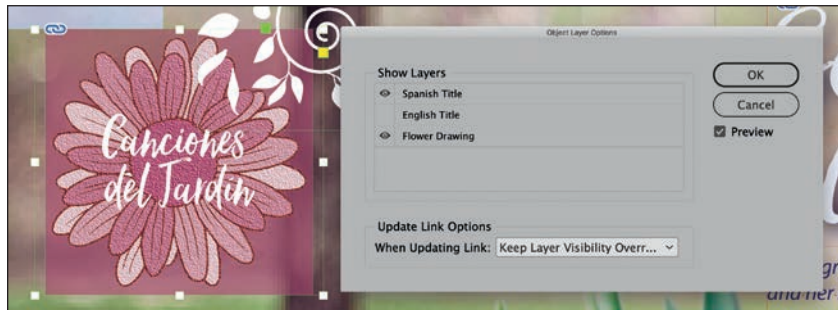 Canciones
del Jardín
Object Layer Options
Show Layers
Spanish Title
English Title
Flower Drawing
OK
Cancel
Preview
Update Link Options
When Updating Link: Keep Layer Visibility Overr...
and her